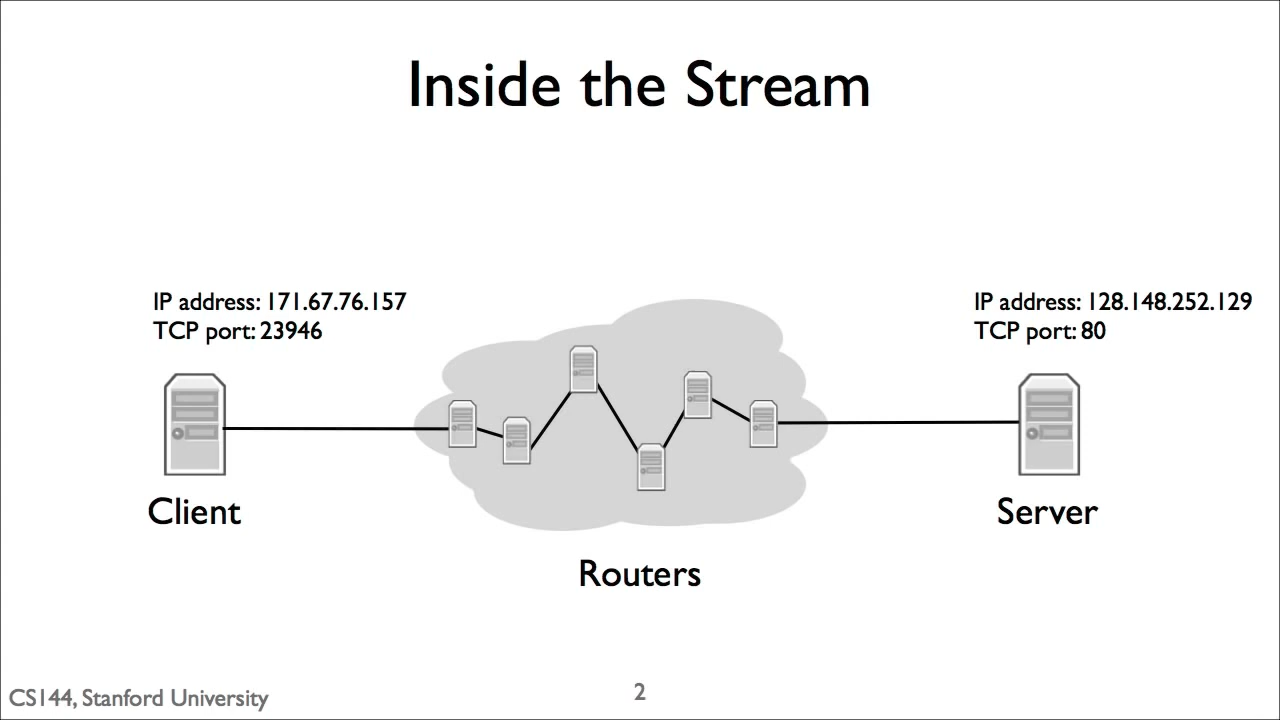 Inside the Stream
IP address: 171.67.76.157
TCP port: 23946
IP address: 128.148.252.129
TCP port: 80
Client
Server
Routers
CS144, Stanford University
2